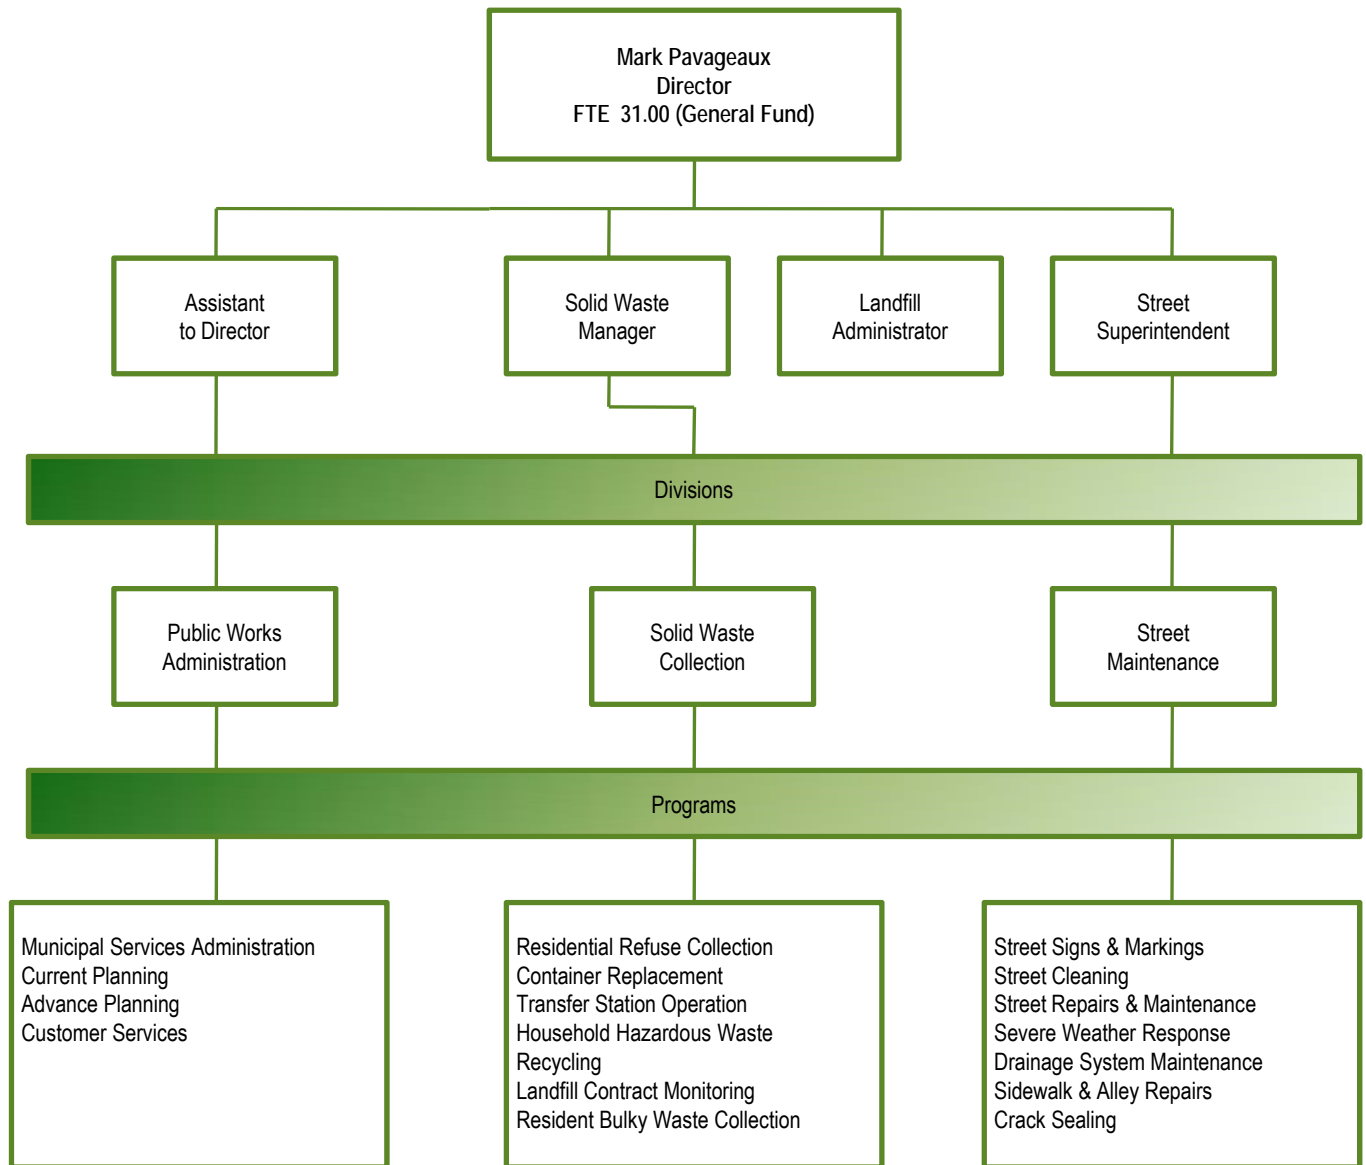 Mark Pavageaux
Director
FTE 31.00 (General Fund)
Assistant
to Director
Solid Waste
Manager
Landfill
Administrator
Street
Superintendent
Divisions
Public Works
Administration
Solid Waste
Collection
Street
Maintenance
Programs
Municipal Services Administration
Current Planning
Advance Planning
Customer Services
Residential Refuse Collection
Container Replacement
Transfer Station Operation
Household Hazardous Waste
Recycling
Landfill Contract Monitoring
Resident Bulky Waste Collection
Street Signs & Markings
Street Cleaning
Street Repairs & Maintenance
Severe Weather Response
Drainage System Maintenance
Sidewalk & Alley Repairs
Crack Sealing